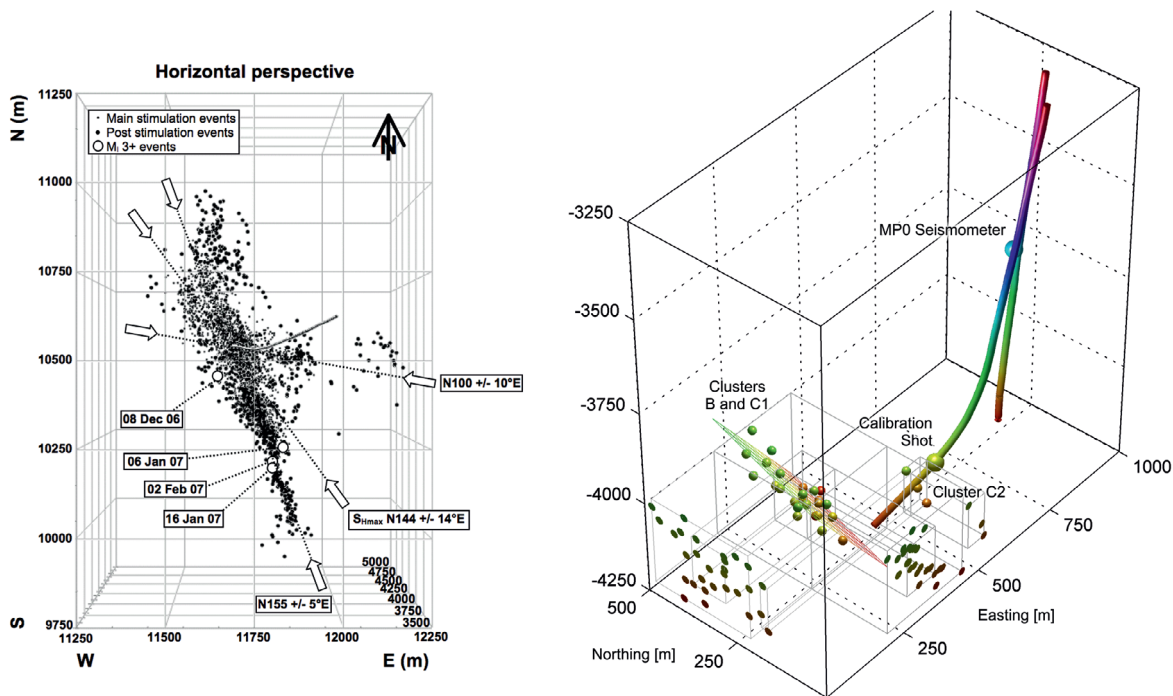 Horizontal perspective
N (m)
11250
11000
10750
10500
10250
10000
9750
S
Main stimulation events
Post stimulation events
Mₗ 3+ events
N
N100 +/- 10°E
08 Dec 06
06 Jan 07
02 Feb 07
16 Jan 07
SHmax N144 +/- 14°E
N155 +/- 5°E
5000
4750
4500
4250
4000
3750
3500
11250
11500
11750
12000
12250
W
E (m)
-3250
-3500
-3750
-4000
-4250
MP0 Seismometer
Clusters
B and C1
Calibration
Shot
Cluster C2
500
250
Northing [m]
1000
750
500
250
Easting [m]